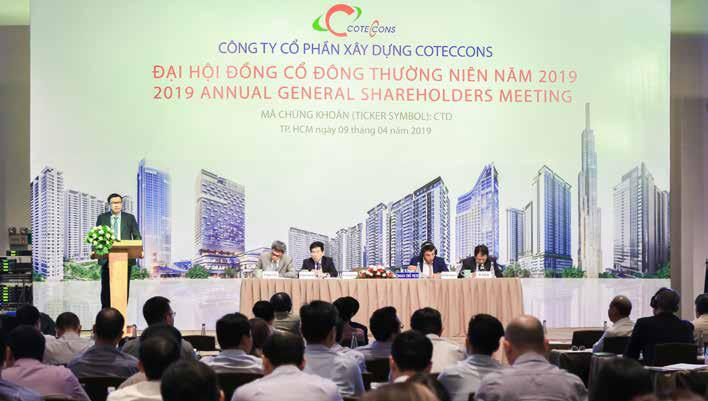 COTECCONS
CÔNG TY CỔ PHẦN XÂY DỰNG COTECCONS
ĐẠI HỘI ĐỒNG CỔ ĐÔNG THƯỜNG NIÊN NĂM 2019
2019 ANNUAL GENERAL SHAREHOLDERS MEETING
MÃ CHỨNG KHOÁN (TICKER SYMBOL): CTD
TP. HCM ngày 09 tháng 04 năm 2019